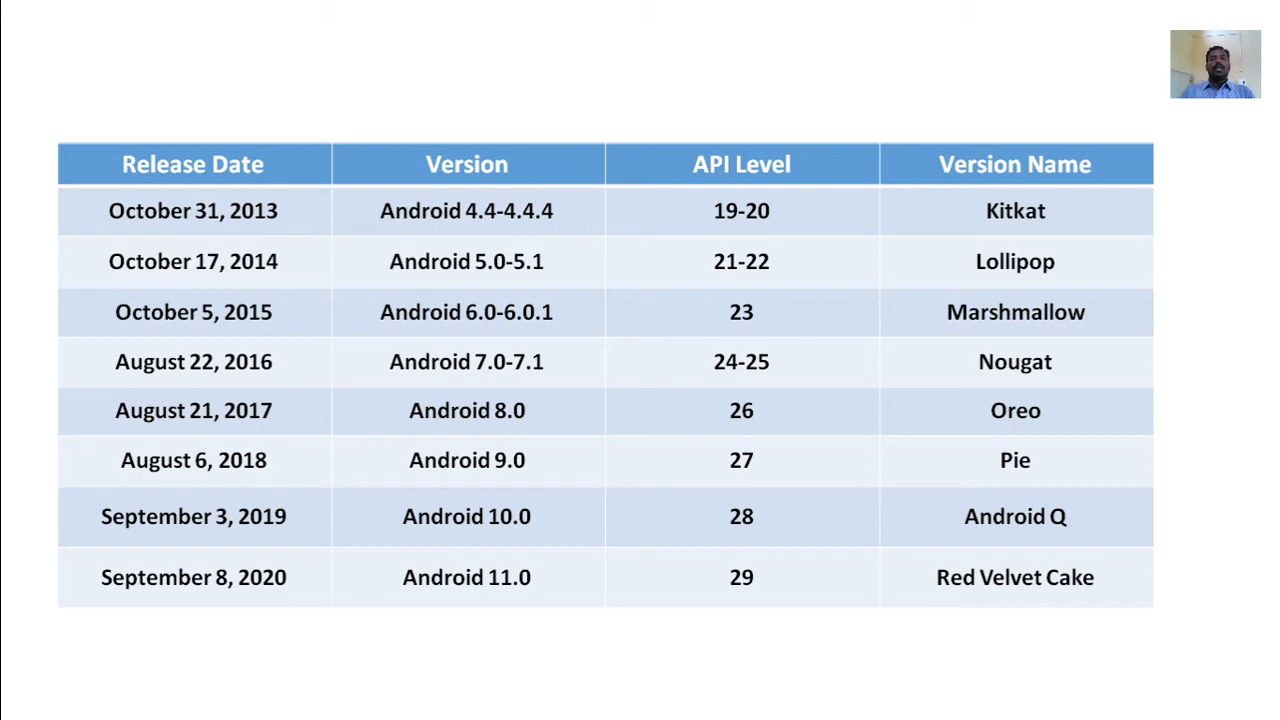 Release Date Version API Level Version Name
October 31, 2013 Android 4.4-4.4.4 19-20 Kitkat
October 17, 2014 Android 5.0-5.1 21-22 Lollipop
October 5, 2015 Android 6.0-6.0.1 23 Marshmallow
August 22, 2016 Android 7.0-7.1 24-25 Nougat
August 21, 2017 Android 8.0 26 Oreo
August 6, 2018 Android 9.0 27 Pie
September 3, 2019 Android 10.0 28 Android Q
September 8, 2020 Android 11.0 29 Red Velvet Cake